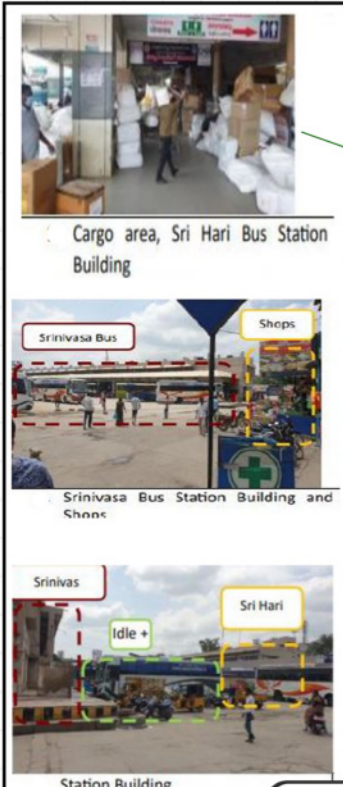 Cargo area, Sri Hari Bus Station
Building
Srinivasa Bus
Shops
Srinivasa Bus Station Building and
Shops
Srinivas
Idle +
Sri Hari
Station Building